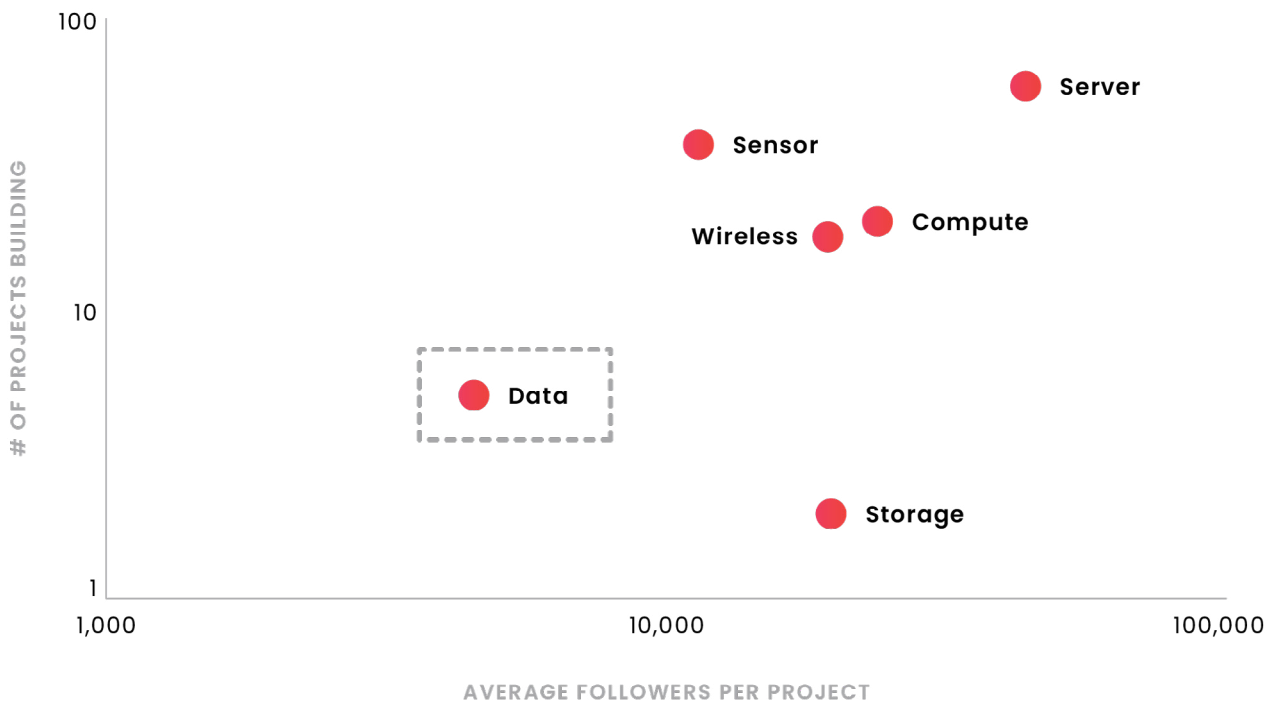 100
Server
Sensor
Compute
Wireless
10
Data
Storage
1
1,000
10,000
100,000
# OF PROJECTS BUILDING
AVERAGE FOLLOWERS PER PROJECT